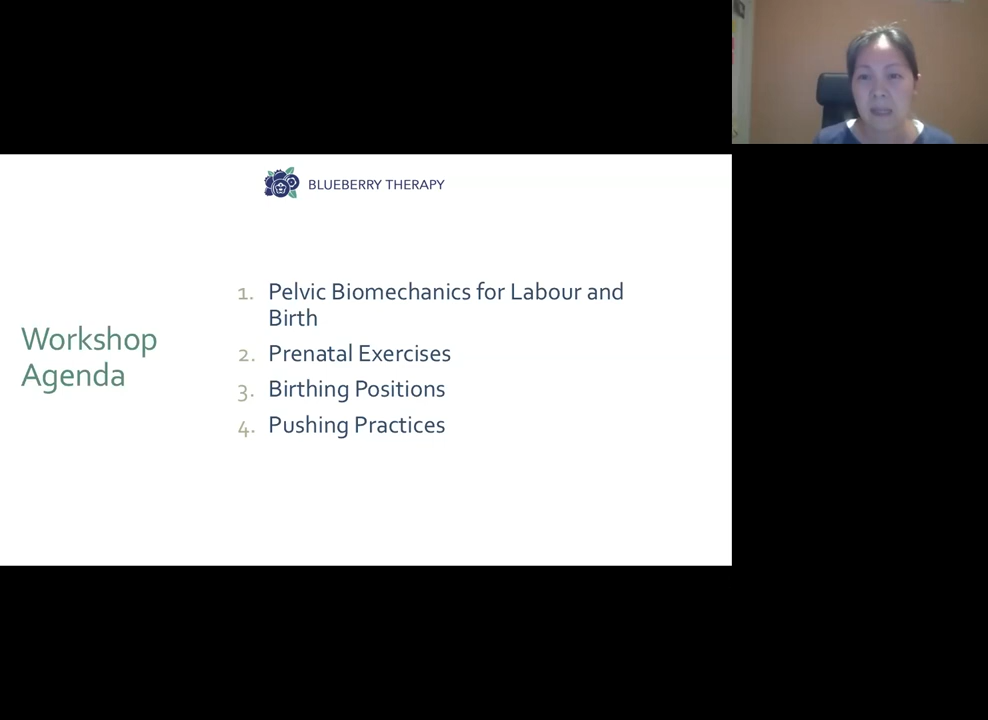 BLUEBERRY THERAPY
Workshop
Agenda
1. Pelvic Biomechanics for Labour and
Birth
2. Prenatal Exercises
3. Birthing Positions
4. Pushing Practices